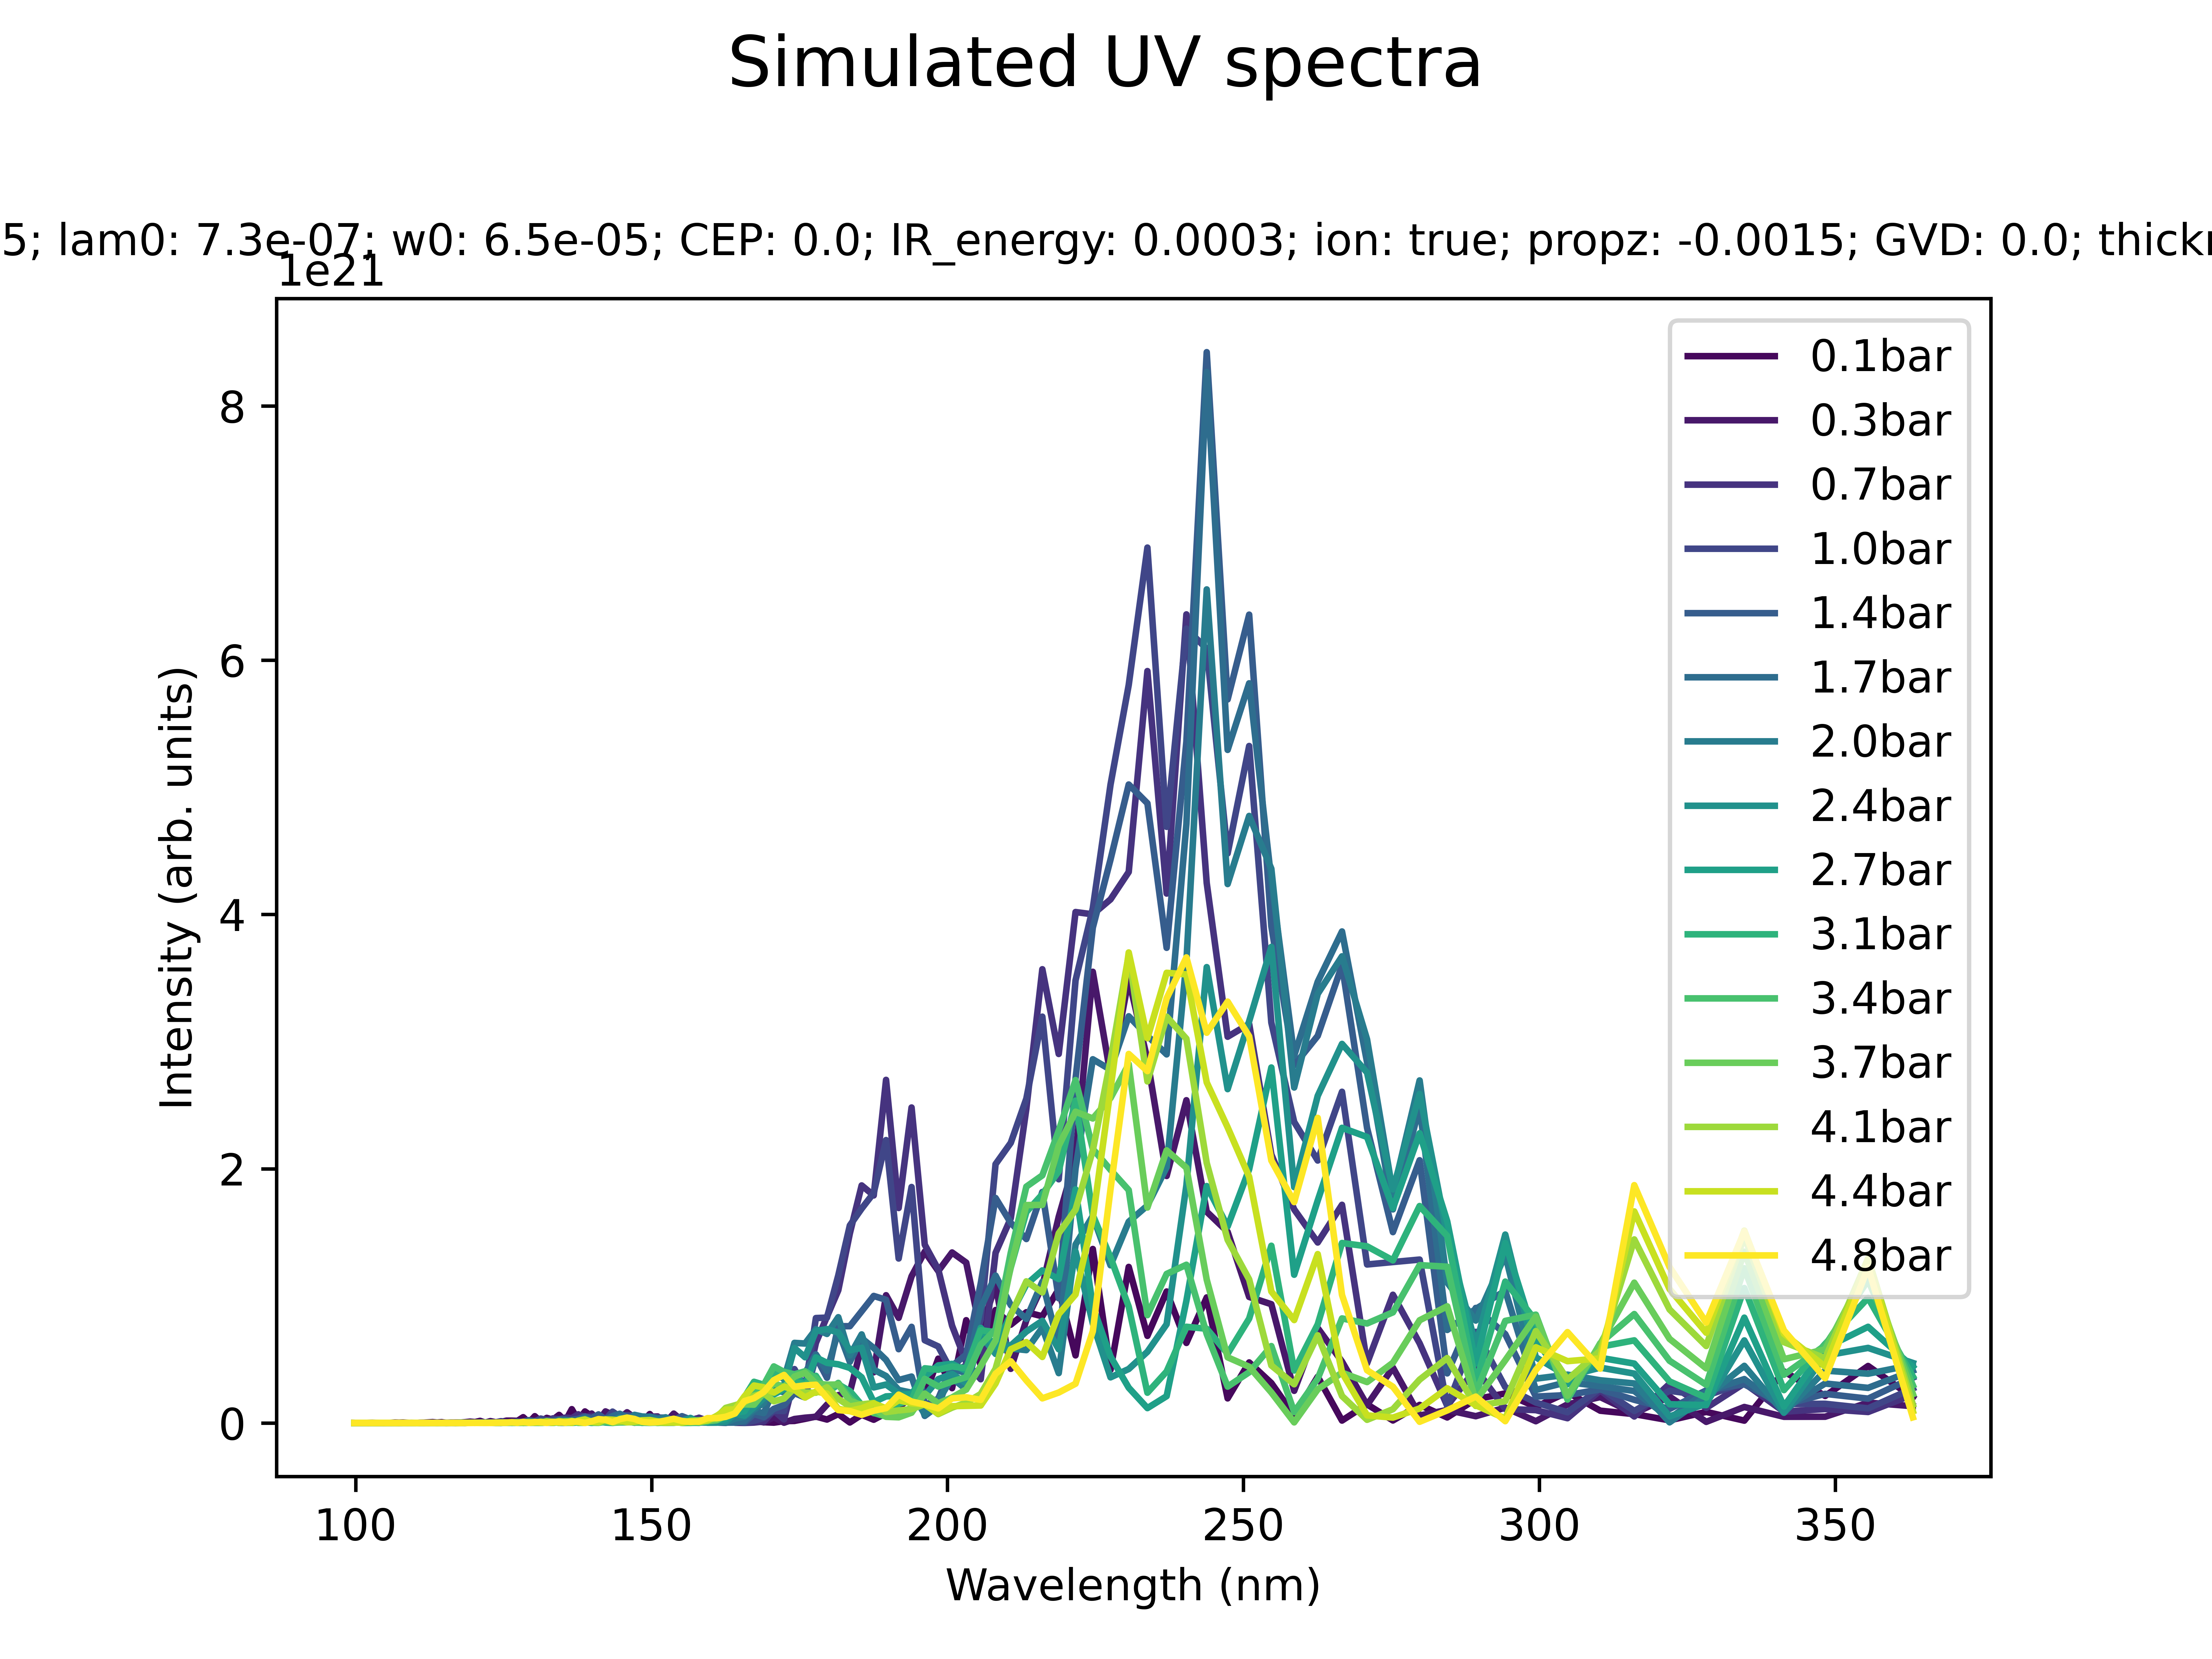 Simulated UV spectra
5; lam0: 7.3e-07; w0: 6.5e-05; CEP: 0.0; IR_energy: 0.0003; ion: true; propz: -0.0015; GVD: 0.0;
1e21
8
6
4
2
0
Intensity (arb. units)
100 150 200 250 300 350
Wavelength (nm)
0.1bar
0.3bar
0.7bar
1.0bar
1.4bar
1.7bar
2.0bar
2.4bar
2.7bar
3.1bar
3.4bar
3.7bar
4.1bar
4.4bar
4.8bar